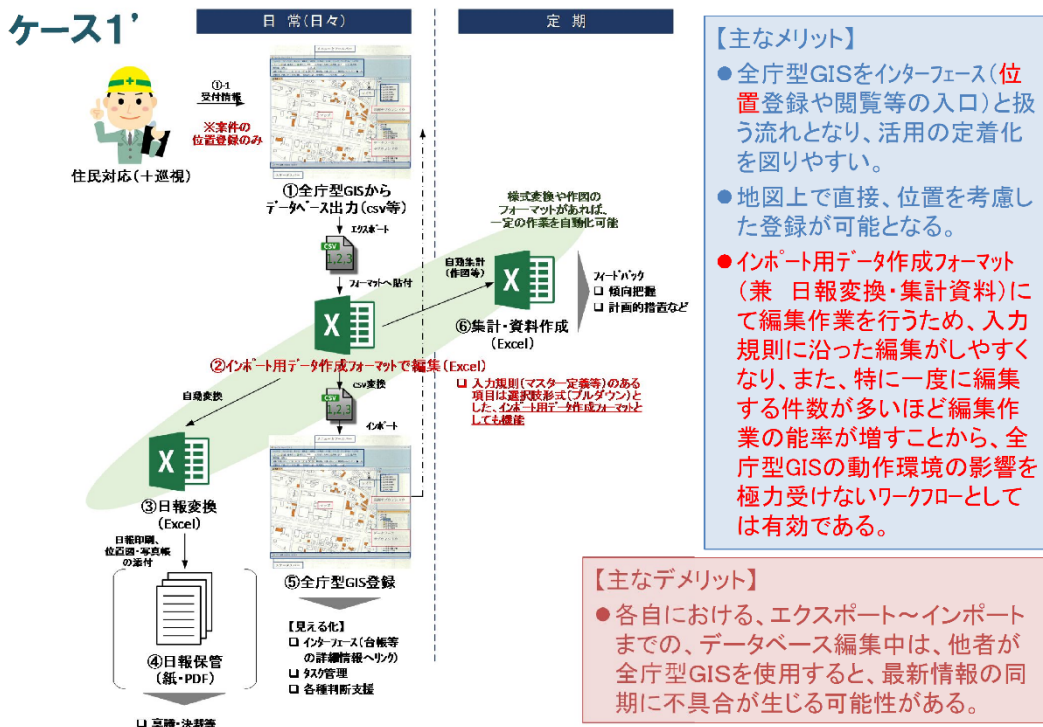 ケース1’
日 常(日々)
定 期
①-1
受付情報
※案件の
位置登録のみ
住民対応(+巡視)
①全庁型GISから
データベース出力(csv等)
エクスポート
CSV
1,2,3
フォーマットへ貼付
様式変換や作図の
フォーマットがあれば、
一定の作業を自動化可能
自動集計
(作図等)
フィードバック
□ 傾向把握
□ 計画的措置など
⑥集計・資料作成
(Excel)
②インポート用データ作成フォーマットで編集(Excel)
□ 入力規則(マスター定義等)のある
項目は選択肢形式(プルダウン)と
した、インポート用データ作成フォーマットと
しても機能
自動変換
CSV変換
CSV
1,2,3
インポート
③日報変換
(Excel)
日報印刷、
位置図・写真帳
の添付
⑤全庁型GIS登録
④日報保管
(紙・PDF)
【見える化】
□ インターフェース(台帳等
の詳細情報へリンク)
□ タスク管理
□ 各種判断支援
【主なメリット】
●全庁型GISをインターフェース(位
置登録や閲覧等の入口)と扱
う流れとなり、活用の定着化
を図りやすい。
●地図上で直接、位置を考慮し
た登録が可能となる。
●インポート用データ作成フォーマット
(兼 日報変換・集計資料)に
て編集作業を行うため、入力
規則に沿った編集がしやすく
なり、また、特に一度に編集
する件数が多いほど編集作
業の能率が増すことから、全
庁型GISの動作環境の影響を
極力受けないワークフローとして
は有効である。
【主なデメリット】
●各自における、エクスポート～インポート
までの、データベース編集中は、他者が
全庁型GISを使用すると、最新情報の同
期に不具合が生じる可能性がある。